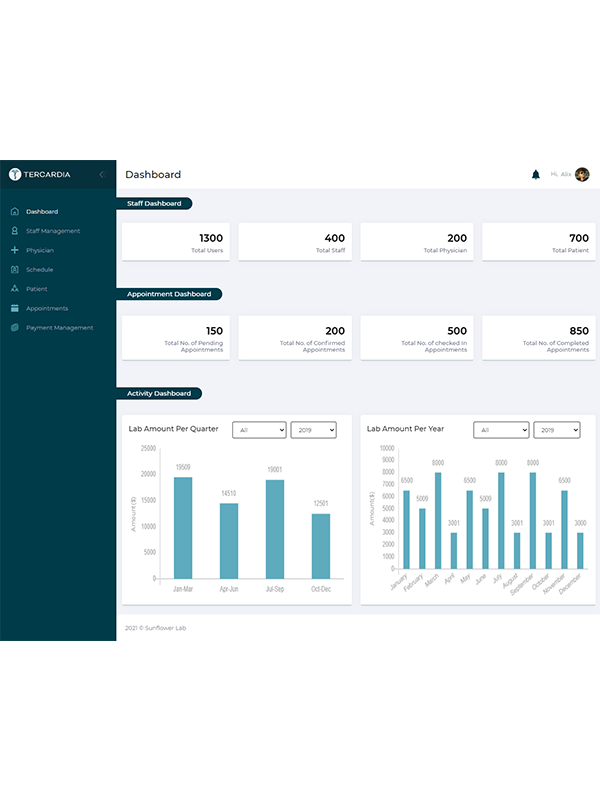 TERCARDIA
Dashboard
Hi, Alix
Dashboard
Staff Management
Physician
Schedule
Patient
Appointments
Payment Management
Staff Dashboard
1300
Total Users
400
Total Staff
200
Total Physician
700
Total Patient
Appointment Dashboard
150
Total No. of Pending
Appointments
200
Total No. of Confirmed
Appointments
500
Total No. of checked In
Appointments
850
Total No. of Completed
Appointments
Activity Dashboard
Lab Amount Per Quarter
All
2019
25000
20000
15000
10000
5000
0
Amount($)
19509
14510
19001
12501
Jan-Mar
Apr-Jun
Jul-Sep
Oct-Dec
Lab Amount Per Year
All
2019
10000
9000
8000
7000
6000
5000
4000
3000
2000
1000
0
Amount($)
6500
5009
8000
3001
6500
5009
8000
3001
8000
3001
6500
3000
January
February
March
April
May
June
July
August
September
October
November
December
2021 © Sunflower Lab